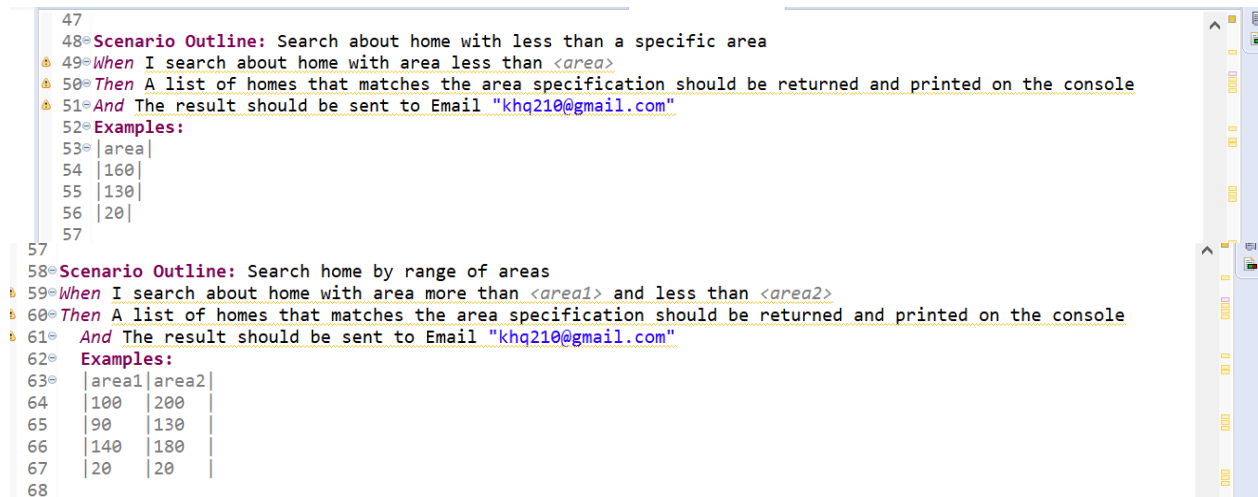 47
48 Scenario Outline: Search about home with less than a specific area
49 When I search about home with area less than <area>
50 Then A list of homes that matches the area specification should be returned and printed on the console
51 And The result should be sent to Email "khq210@gmail.com"
52 Examples:
53 |area|
54 |160|
55 |130|
56 |20|
57
57
58 Scenario Outline: Search home by range of areas
59 When I search about home with area more than <area1> and less than <area2>
60 Then A list of homes that matches the area specification should be returned and printed on the console
61 And The result should be sent to Email "khq210@gmail.com"
62 Examples:
63 |area1|area2|
64 |100 |200 |
65 |90 |130 |
66 |140 |180 |
67 |20 |20 |
68